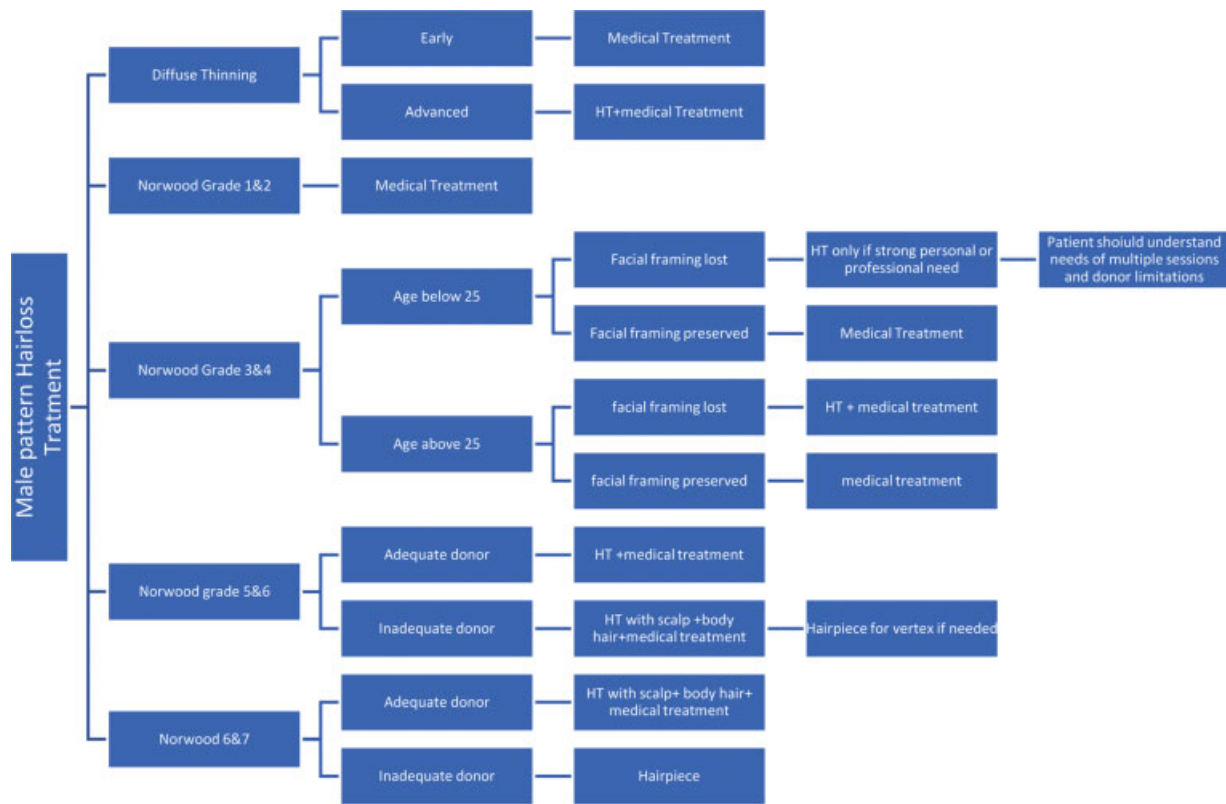 Male pattern Hairloss
Tratment
Diffuse Thinning
Early
Medical Treatment
Advanced
HT+medical Treatment
Norwood Grade 1&2
Medical Treatment
Norwood Grade 3&4
Age below 25
Facial framing lost
HT only if strong personal or
professional need
Patient shoiuld understand
needs of multiple sessions
and donor limitations
Facial framing preserved
Medical Treatment
Age above 25
facial framing lost
HT + medical treatment
facial framing preserved
medical treatment
Norwood grade 5&6
Adequate donor
HT +medical treatment
Inadequate donor
HT with scalp +body
hair+medical treatment
Hairpiece for vertex if needed
Norwood 6&7
Adequate donor
HT with scalp+ body hair+
medical treatment
Inadequate donor
Hairpiece